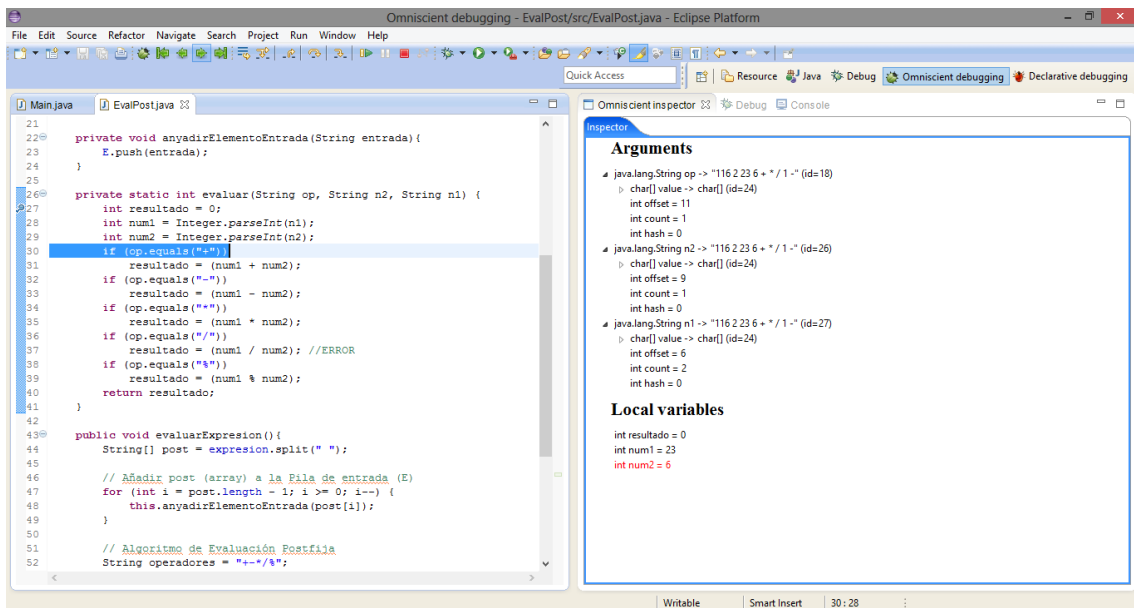 Omniscient debugging - EvalPost/src/EvalPost.java - Eclipse Platform
File Edit Source Refactor Navigate Search Project Run Window Help
Quick Access
Resource Java Debug Omniscient debugging Declarative debugging
Main.java EvalPost.java
21
22 private void anyadirElementoEntrada(String entrada){
23 E.push(entrada);
24 }
25
26 private static int evaluar(String op, String n2, String n1) {
27 int resultado = 0;
28 int num1 = Integer.parseInt(n1);
29 int num2 = Integer.parseInt(n2);
30 if (op.equals("+"))
31 resultado = (num1 + num2);
32 if (op.equals("-"))
33 resultado = (num1 - num2);
34 if (op.equals("*"))
35 resultado = (num1 * num2);
36 if (op.equals("/"))
37 resultado = (num1 / num2); //ERROR
38 if (op.equals("%"))
39 resultado = (num1 % num2);
40 return resultado;
41 }
42
43 public void evaluarExpresion(){
44 String[] post = expresion.split(" ");
45
46 // Añadir post (array) a la Pila de entrada (E)
47 for (int i = post.length - 1; i >= 0; i--) {
48 this.anyadirElementoEntrada(post[i]);
49 }
50
51 // Algoritmo de Evaluación Postfija
52 String operadores = "+-*/%";
Omniscient inspector Debug Console
Inspector
Arguments
java.lang.String op -> "116 2 23 6 + * / 1 -" (id=18)
char[] value -> char[] (id=24)
int offset = 11
int count = 1
int hash = 0
java.lang.String n2 -> "116 2 23 6 + * / 1 -" (id=26)
char[] value -> char[] (id=24)
int offset = 9
int count = 1
int hash = 0
java.lang.String n1 -> "116 2 23 6 + * / 1 -" (id=27)
char[] value -> char[] (id=24)
int offset = 6
int count = 2
int hash = 0
Local variables
int resultado = 0
int num1 = 23
int num2 = 6
Writable Smart Insert 30 : 28